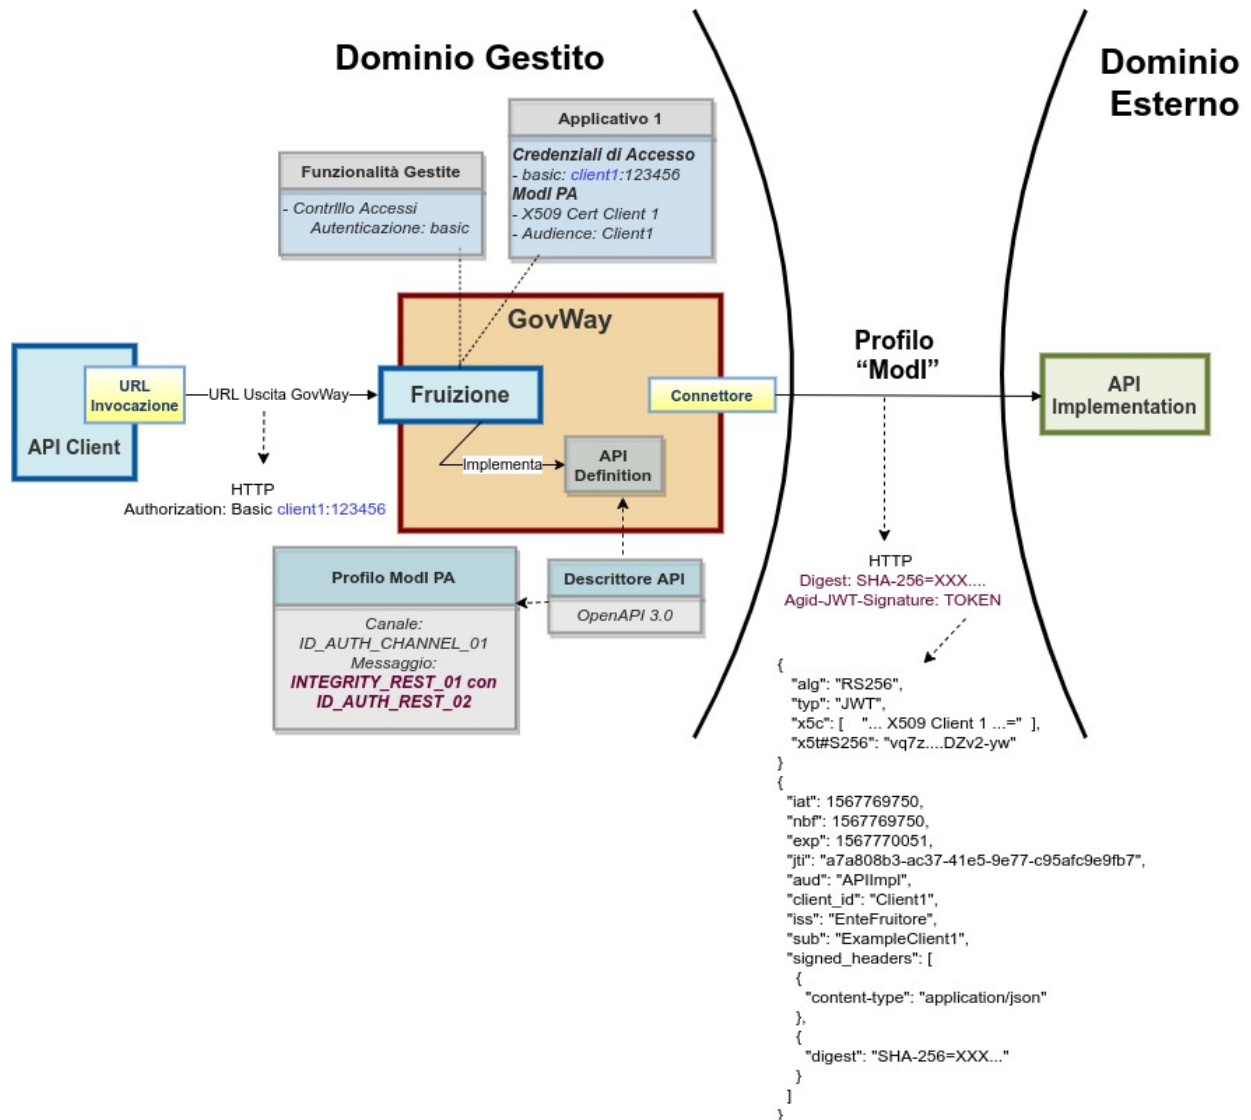 Dominio Gestito
Dominio
Esterno
Applicativo 1
Credenziali di Accesso
- basic: client1:123456
ModI PA
- X509 Cert Client 1
- Audience: Client1
Funzionalità Gestite
- Contrlllo Accessi
Autenticazione: basic
GovWay
Profilo
“ModI”
URL
Invocazione
API Client
URL Uscita GovWay
Fruizione
Connettore
API
Implementation
Implementa
API
Definition
HTTP
Authorization: Basic client1:123456
Profilo ModI PA
Canale:
ID_AUTH_CHANNEL_01
Messaggio:
INTEGRITY_REST_01 con
ID_AUTH_REST_02
Descrittore API
OpenAPI 3.0
HTTP
Digest: SHA-256=XXX....
Agid-JWT-Signature: TOKEN
{
"alg": "RS256",
"typ": "JWT",
"x5c": [ "... X509 Client 1 ...=" ],
"x5t#S256": "vq7z....DZv2-yw"
}
{
"iat": 1567769750,
"nbf": 1567769750,
"exp": 1567770051,
"jti": "a7a808b3-ac37-41e5-9e77-c95afc9e9fb7",
"aud": "APIImpl",
"client_id": "Client1",
"iss": "EnteFruitore",
"sub": "ExampleClient1",
"signed_headers": [
{
"content-type": "application/json"
},
{
"digest": "SHA-256=XXX..."
}
]
}